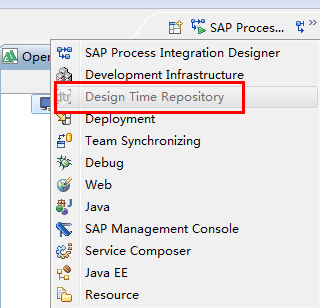 SAP Proces...
Open
SAP Process Integration Designer
Development Infrastructure
Design Time Repository
Deployment
Team Synchronizing
Debug
Web
Java
SAP Management Console
Service Composer
Java EE
Resource